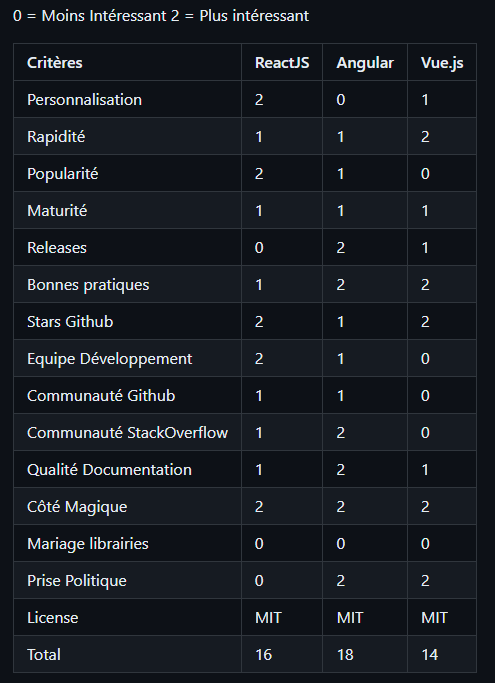 0 = Moins Intéressant 2 = Plus intéressant
Critères ReactJS Angular Vue.js
Personnalisation 2 0 1
Rapidité 1 1 2
Popularité 2 1 0
Maturité 1 1 1
Releases 0 2 1
Bonnes pratiques 1 2 2
Stars Github 2 1 2
Equipe Développement 2 1 0
Communauté Github 1 1 0
Communauté StackOverflow 1 2 0
Qualité Documentation 1 2 1
Côté Magique 2 2 2
Mariage librairies 0 0 0
Prise Politique 0 2 2
License MIT MIT MIT
Total 16 18 14